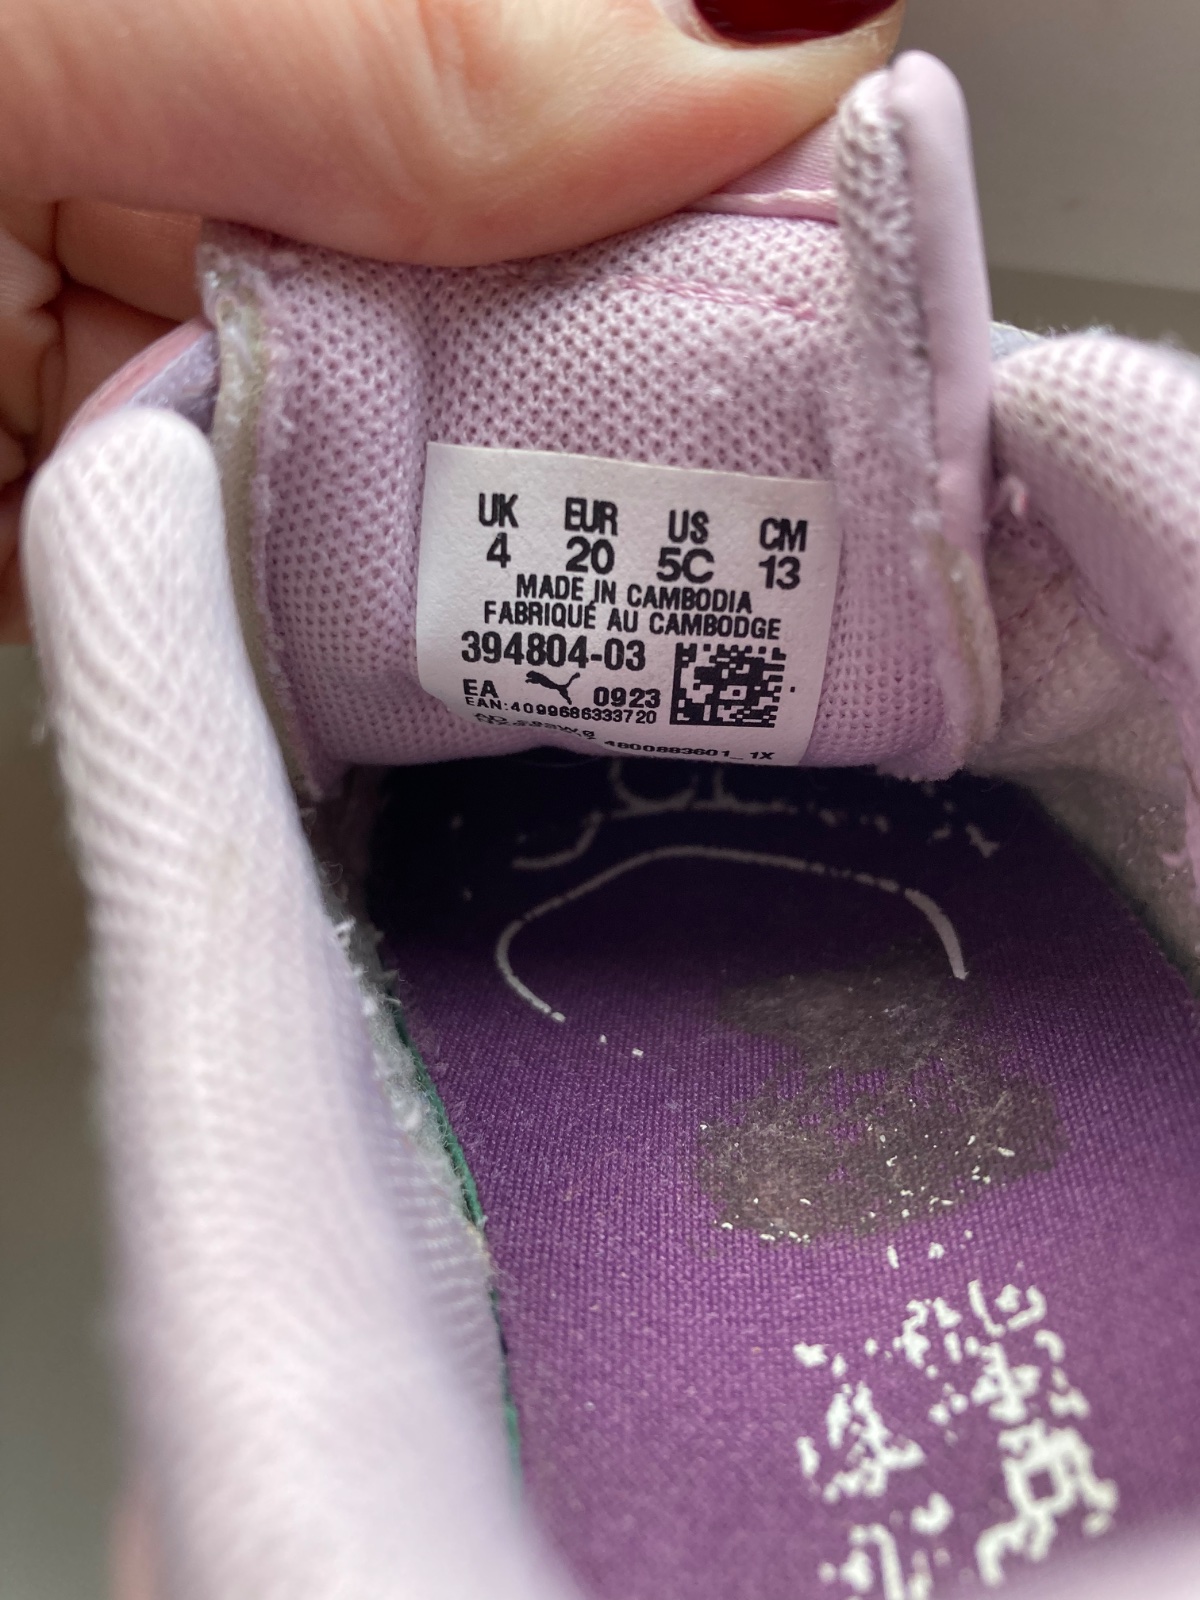 UK EUR US CM
4 20 5C 13
MADE IN CAMBODIA
FABRIQUÉ AU CAMBODGE
394804-03
EA 0923
EAN:4099686333720
4800883601_1X